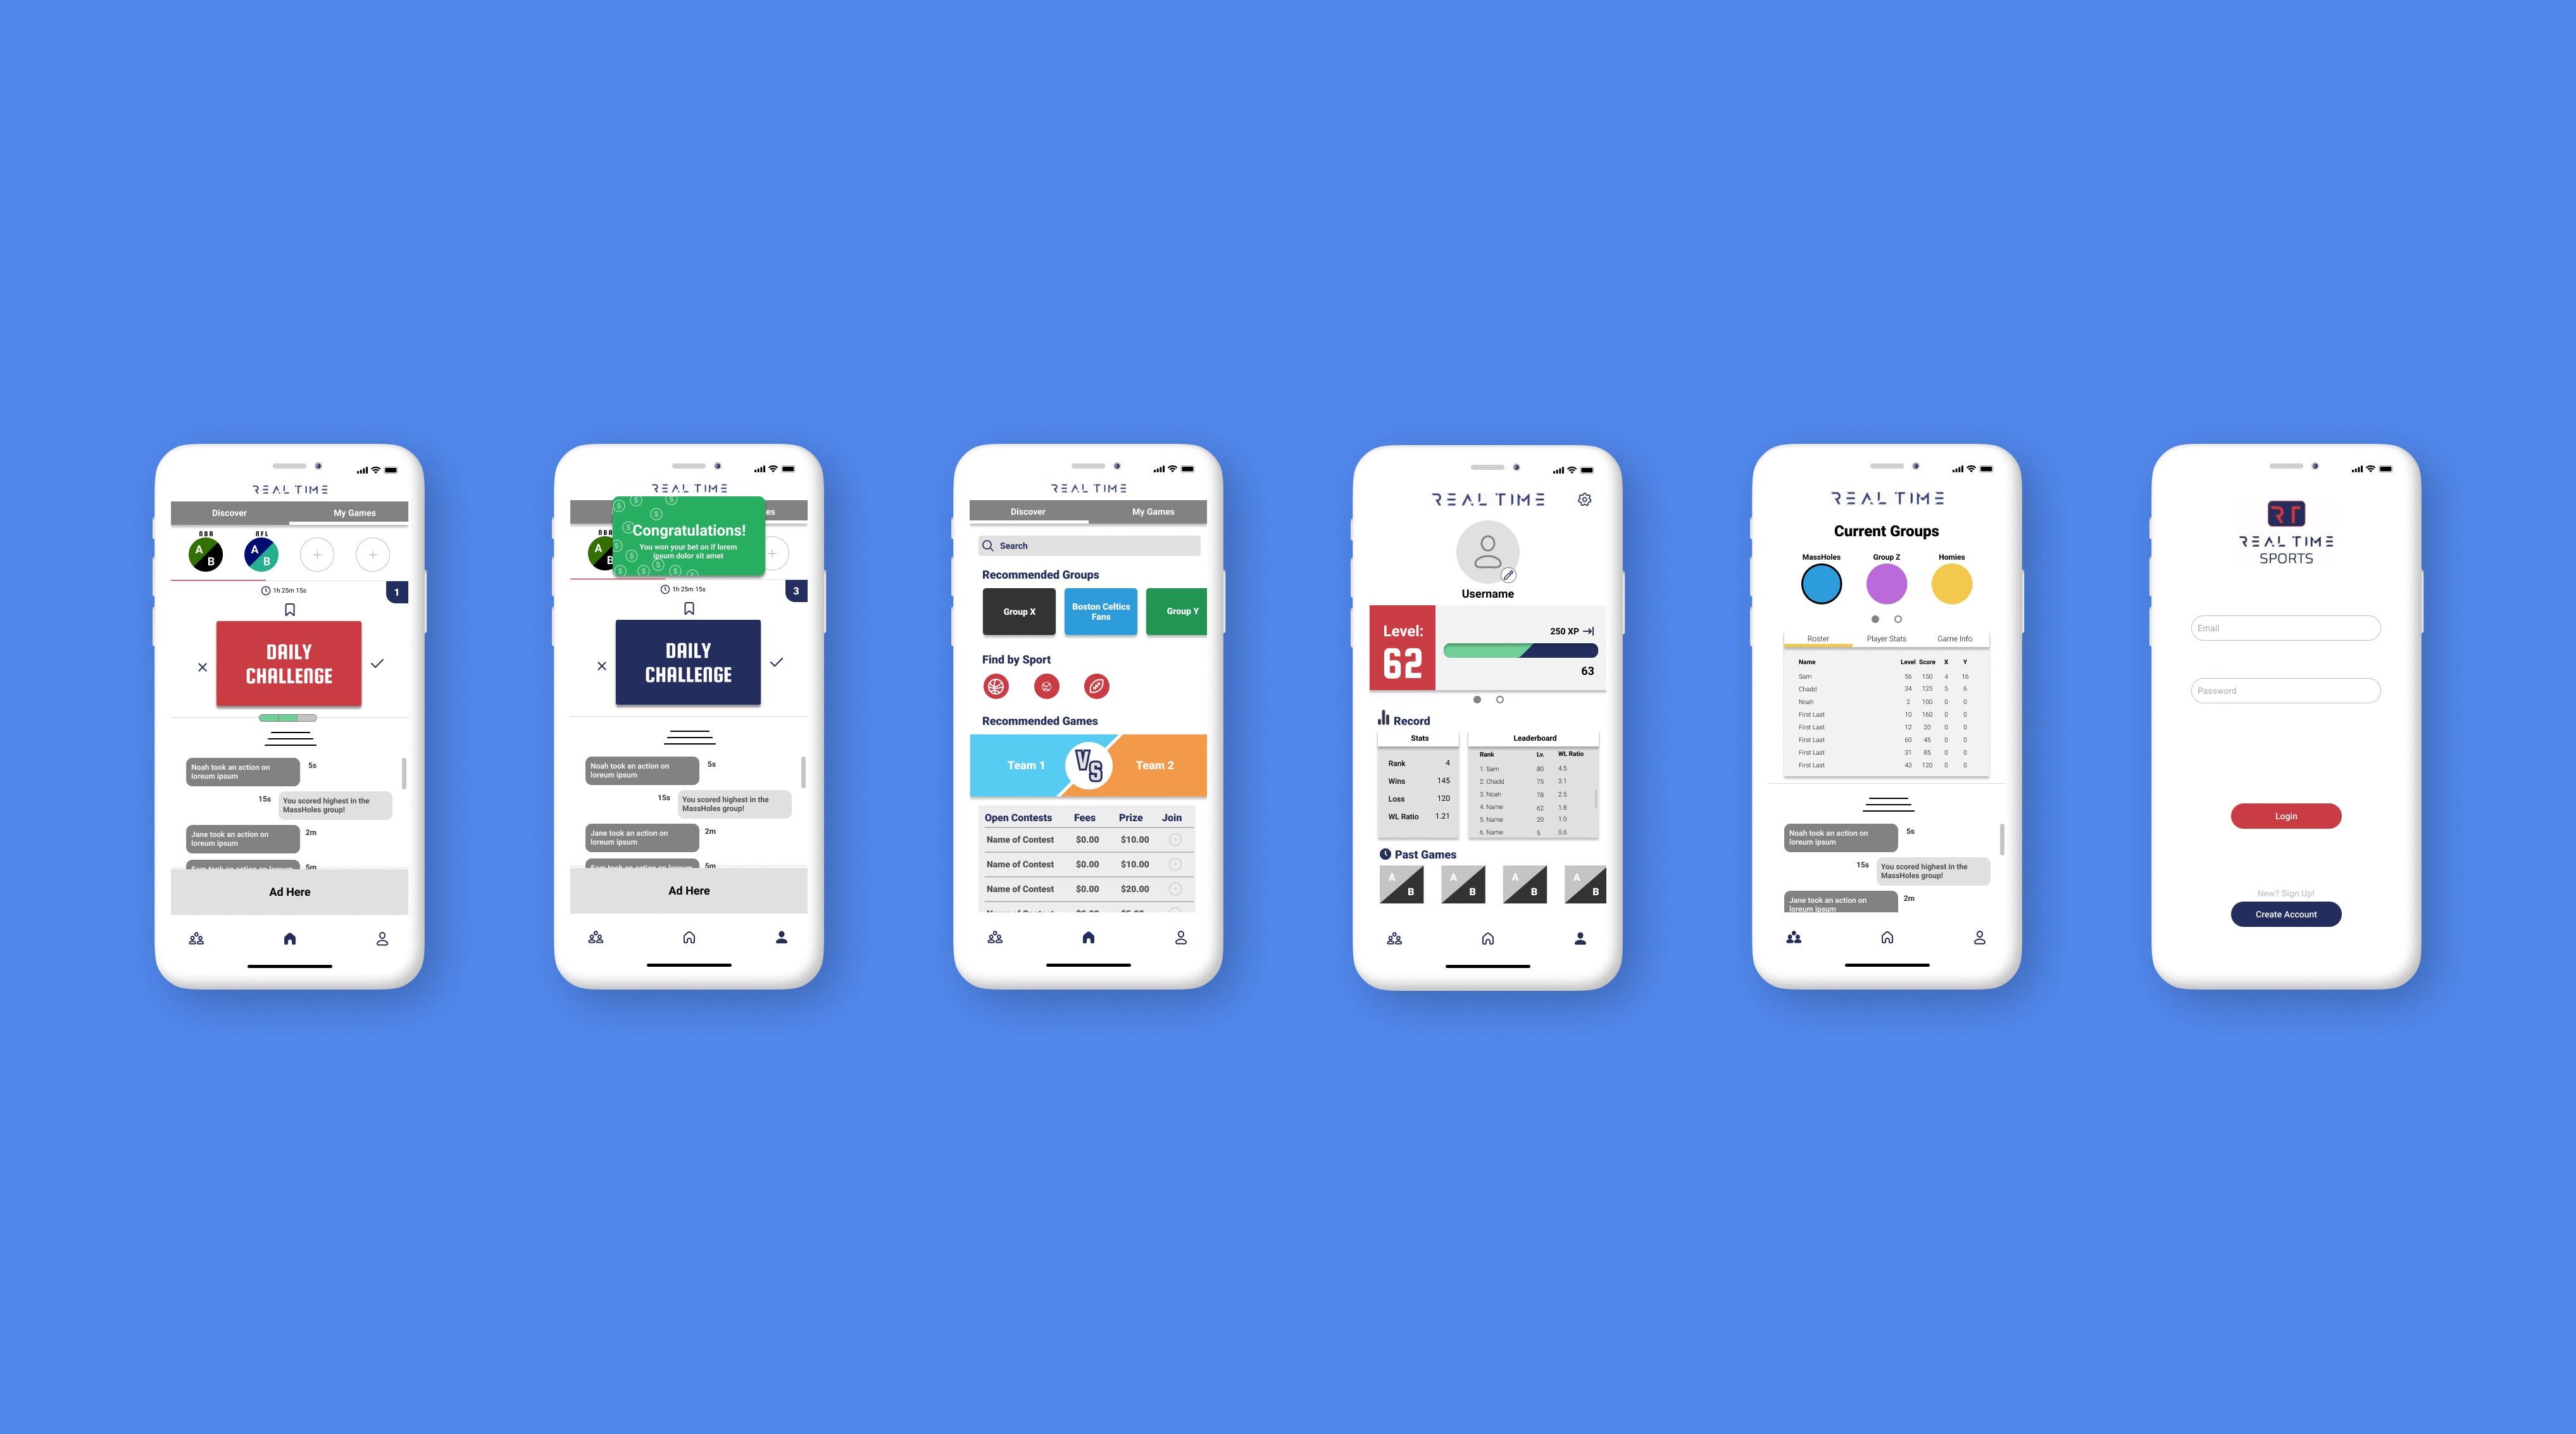 REAL TIME
Discover My Games
NBA NFL
A B A B
1h 25m 15s 1
DAILY
CHALLENGE
Noah took an action on
loreum ipsum
5s
15s
You scored highest in the
MassHoles group!
Jane took an action on
loreum ipsum
2m
5m
Ad Here
REAL TIME
es
NBA
A B
Congratulations!
You won your bet on if lorem
ipsum dolor sit amet
1h 25m 15s 3
DAILY
CHALLENGE
Noah took an action on
loreum ipsum
5s
15s
You scored highest in the
MassHoles group!
Jane took an action on
loreum ipsum
2m
Sam took an action on loreum
5m
Ad Here
REAL TIME
Discover My Games
Search
Recommended Groups
Group X
Boston Celtics
Fans
Group Y
Find by Sport
Recommended Games
Team 1 VS Team 2
Open Contests Fees Prize Join
Name of Contest $0.00 $10.00
Name of Contest $0.00 $10.00
Name of Contest $0.00 $20.00
REAL TIME
Username
Level:
62
250 XP
63
Record
Stats
Rank 4
Wins 145
Loss 120
WL Ratio 1.21
Leaderboard
Rank Lv. WL Ratio
1. Sam 80 4.5
2. Chadd 75 3.1
3. Noah 78 2.5
4. Name 62 1.8
5. Name 20 1.0
6. Name 5 0.6
Past Games
A B A B A B A B
REAL TIME
Current Groups
MassHoles Group Z Homies
Roster Player Stats Game Info
Name Level Score X Y
Sam 56 150 4 16
Chadd 34 125 5 6
Noah 2 100 0 0
First Last 10 160 0 0
First Last 12 20 0 0
First Last 60 45 0 0
First Last 31 85 0 0
First Last 43 120 0 0
Noah took an action on
loreum ipsum
5s
15s
You scored highest in the
MassHoles group!
Jane took an action on
loreum ipsum
2m
RT
REAL TIME
SPORTS
Email
Password
Login
New? Sign Up!
Create Account